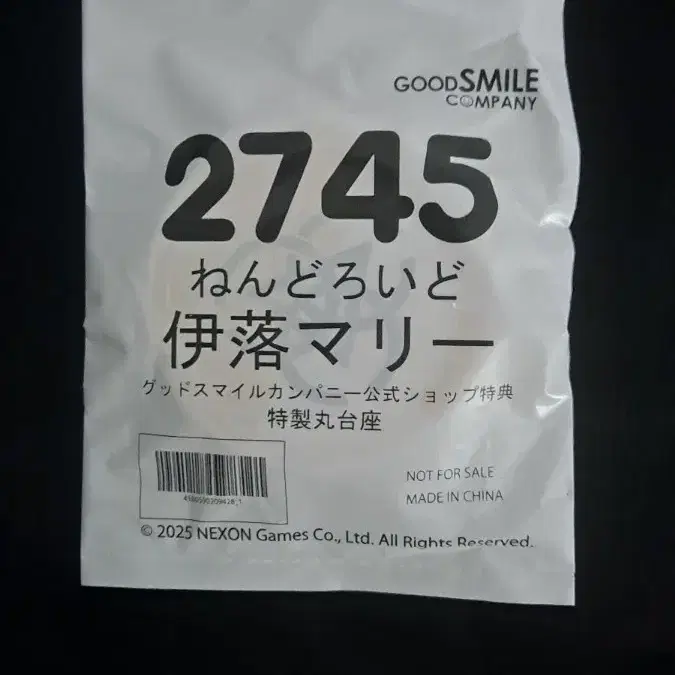 GOODSMILE
COMPANY
2745
ねんどろいど
伊落マリー
グッドスマイルカンパニー公式ショップ特典
特製丸台座
NOT FOR SALE
MADE IN CHINA
© 2025 NEXON Games Co., Ltd. All Rights Reserved.